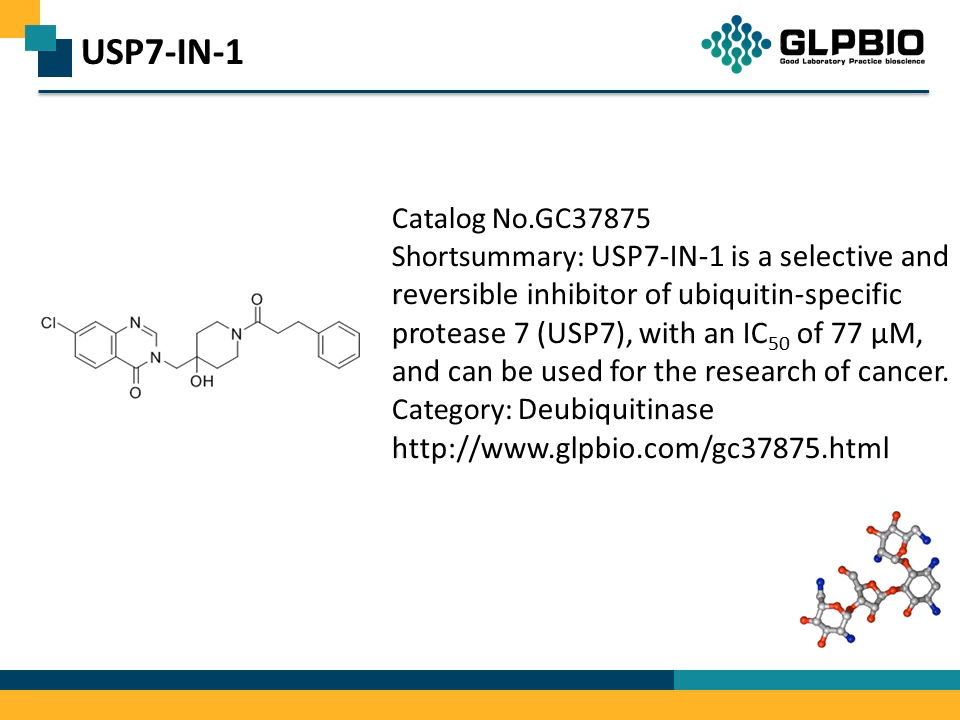 USP7-IN-1
GLPBIO
Good Laboratory Practice bioscience
Catalog No.GC37875
Shortsummary: USP7-IN-1 is a selective and
reversible inhibitor of ubiquitin-specific
protease 7 (USP7), with an IC50 of 77 μM,
and can be used for the research of cancer.
Category: Deubiquitinase
http://www.glpbio.com/gc37875.html
O
Cl
N
N
N
OH
O